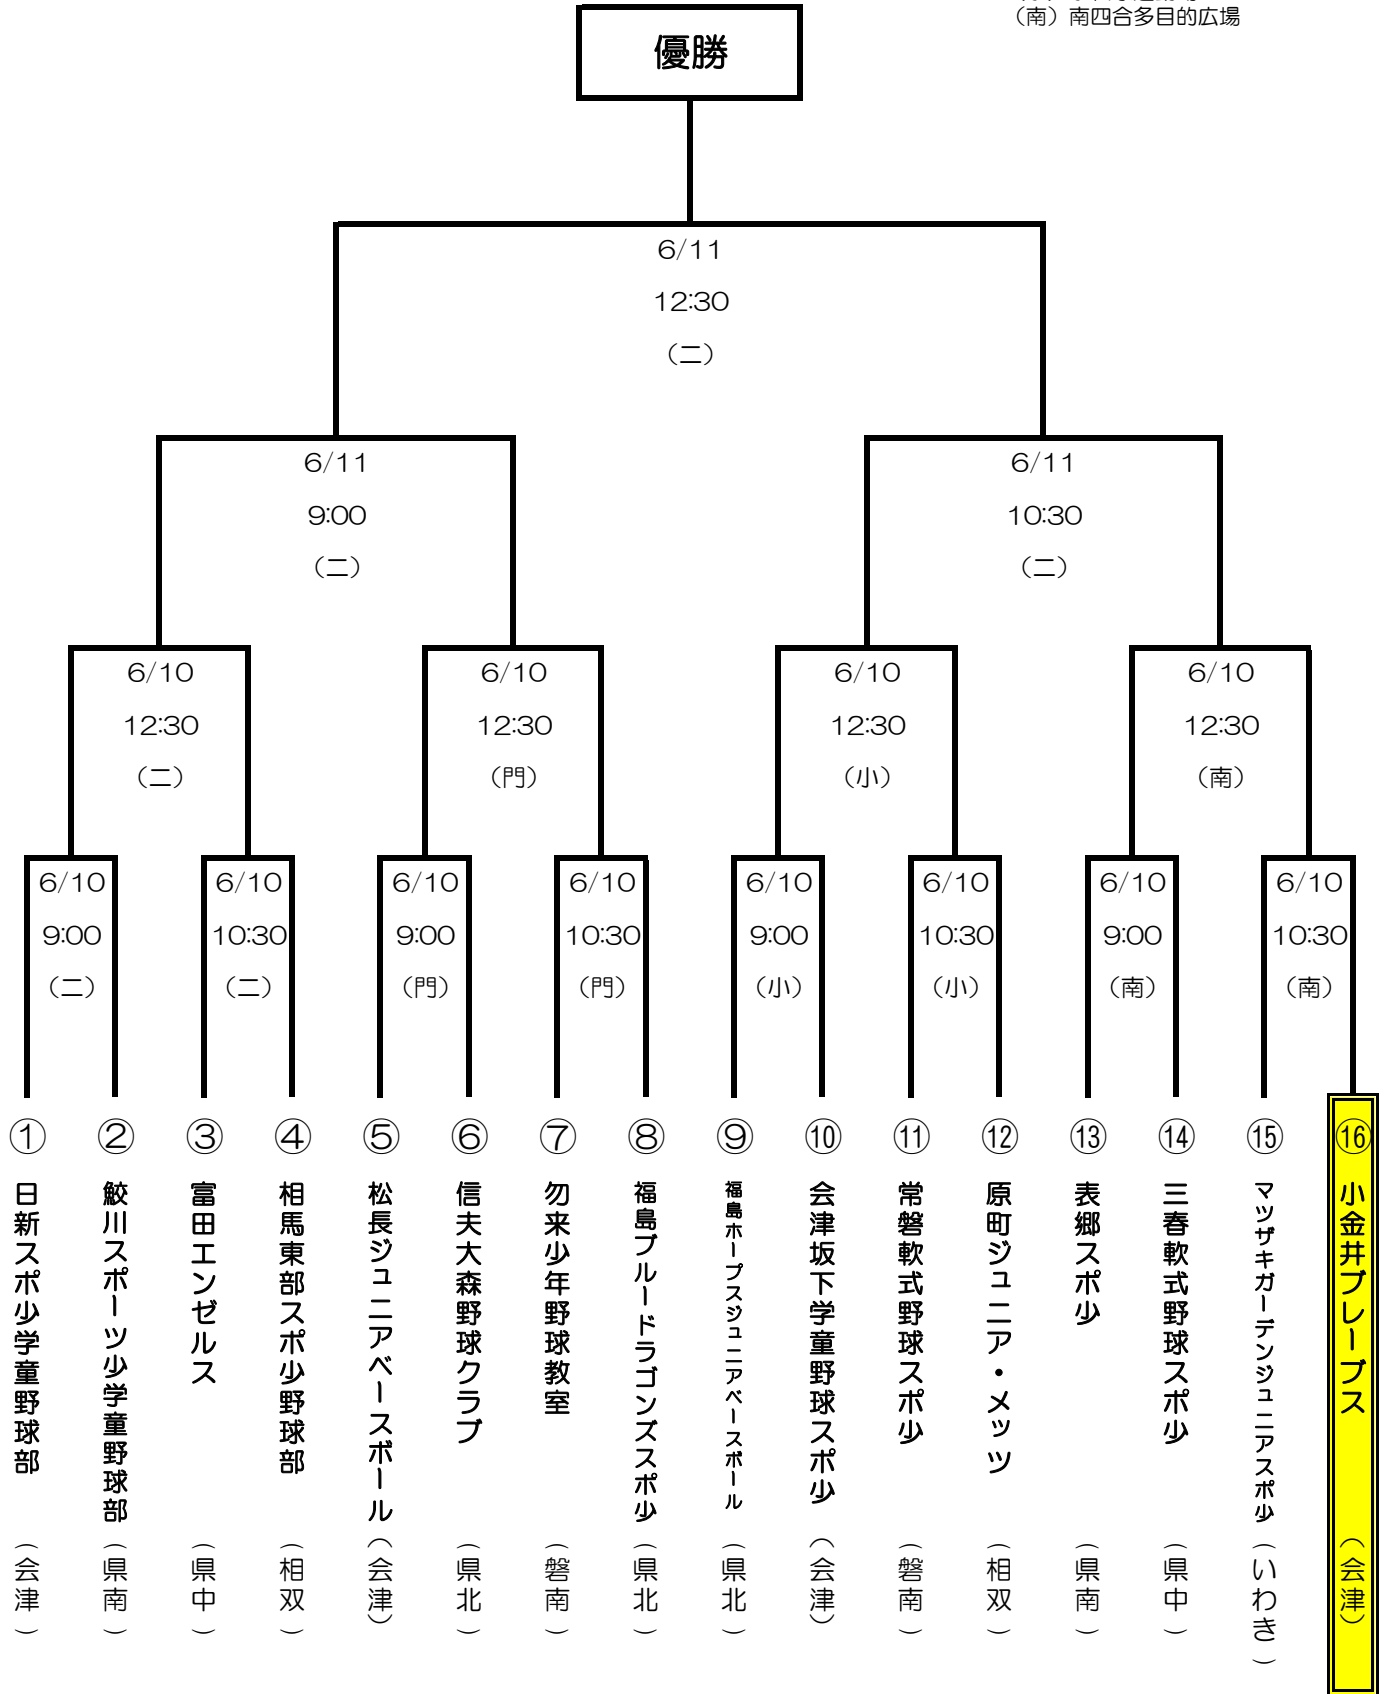 （南）南四合多目的広場
優勝
6/11
12:30
（二）
6/11
9:00
（二）
6/11
10:30
（二）
6/10
12:30
（二）
6/10
12:30
（門）
6/10
12:30
（小）
6/10
12:30
（南）
6/10
9:00
（二）
6/10
10:30
（二）
6/10
9:00
（門）
6/10
10:30
（門）
6/10
9:00
（小）
6/10
10:30
（小）
6/10
9:00
（南）
6/10
10:30
（南）
①日新スポ少学童野球部（会津）
②鮫川スポーツ少学童野球部（県南）
③富田エンゼルス（県中）
④相馬東部スポ少野球部（相双）
⑤松長ジュニアベースボール（会津）
⑥信夫大森野球クラブ（県北）
⑦勿来少年野球教室（磐南）
⑧福島ブルードラゴンズスポ少（県北）
⑨福島ホープスジュニアベースボール（県北）
⑩会津坂下学童野球スポ少（会津）
⑪常磐軟式野球スポ少（磐南）
⑫原町ジュニア・メッツ（相双）
⑬表郷スポ少（県南）
⑭三春軟式野球スポ少（県中）
⑮マツザキガーデンジュニアスポ少（いわき）
⑯小金井ブレーブス（会津）